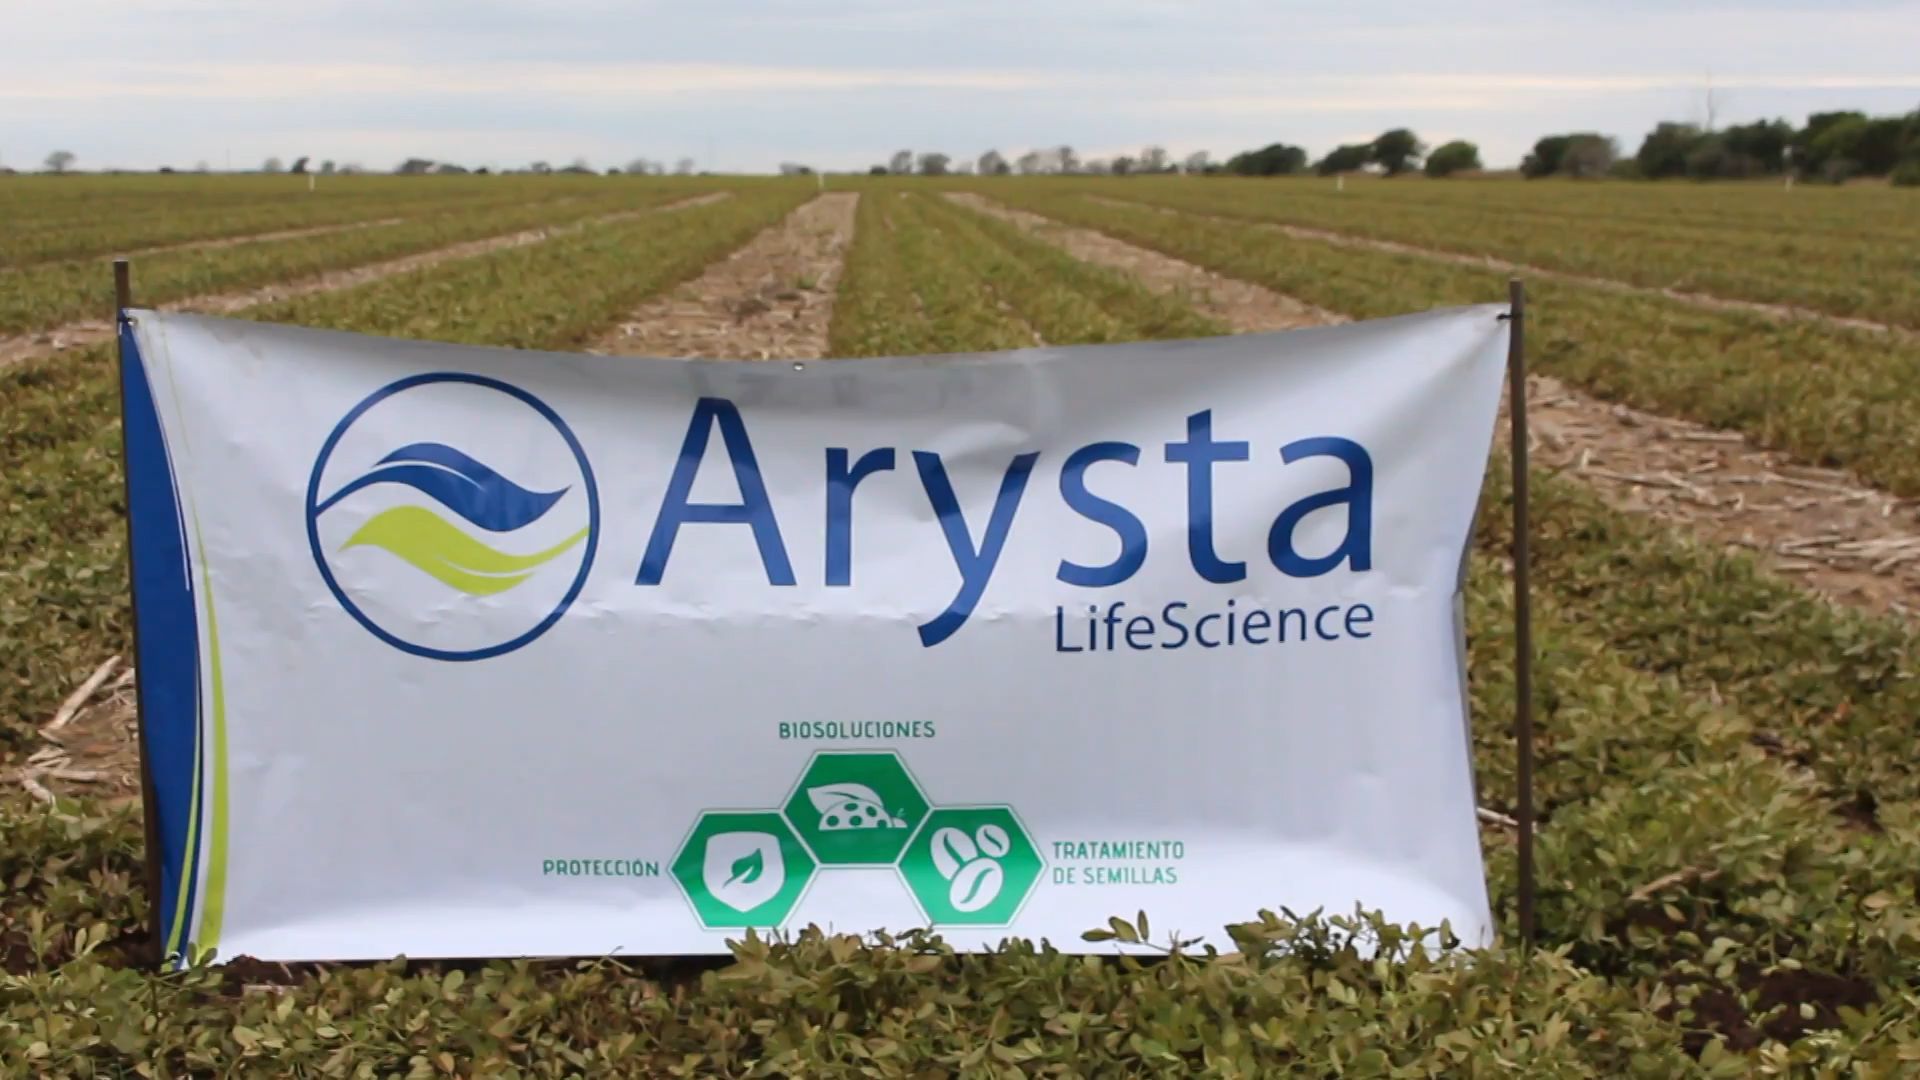 Arysta
LifeScience
BIOSOLUCIONES
PROTECCIÓN
TRATAMIENTO
DE SEMILLAS